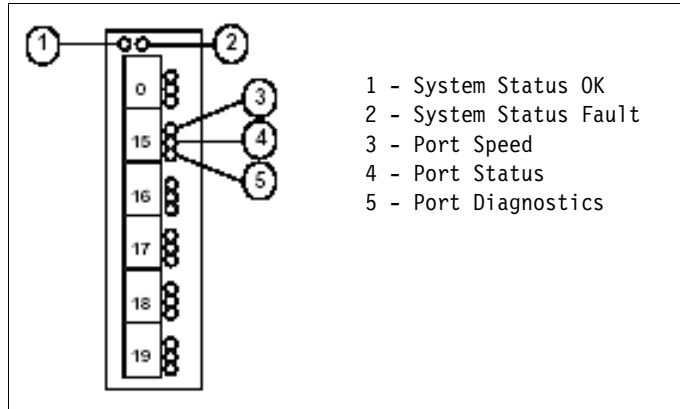 1
2
0
3
15
4
5
16
17
18
19
1 - System Status OK
2 - System Status Fault
3 - Port Speed
4 - Port Status
5 - Port Diagnostics